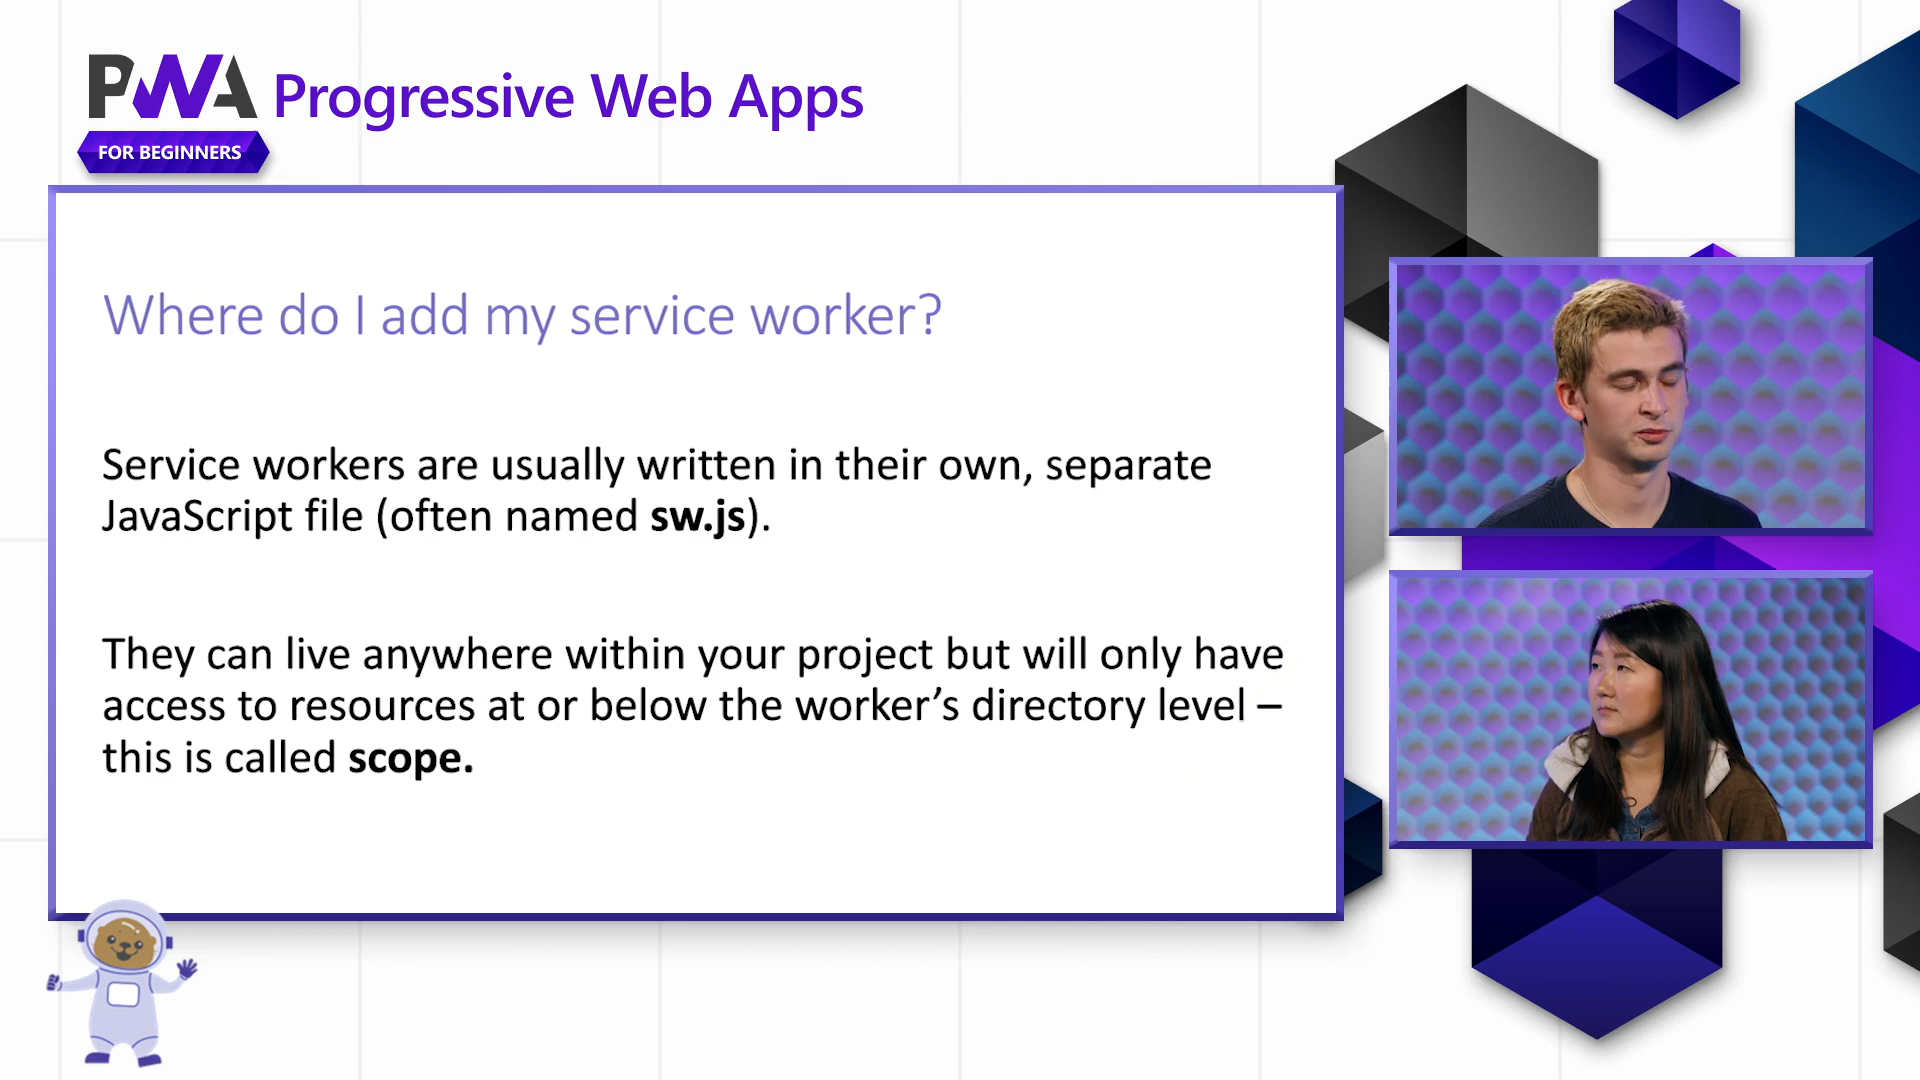 PWA
Progressive Web Apps
FOR BEGINNERS
Where do I add my service worker?
Service workers are usually written in their own, separate
JavaScript file (often named sw.js).
They can live anywhere within your project but will only have
access to resources at or below the worker’s directory level –
this is called scope.